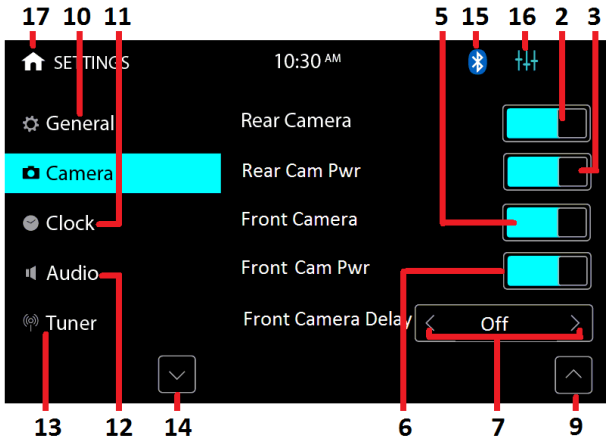 17 10 11 5 15 16 2 3
SETTINGS 10:30 AM
General Rear Camera
Camera Rear Cam Pwr
Clock Front Camera
Audio Front Cam Pwr
Tuner Front Camera Delay < Off >
13 12 14 6 7 9